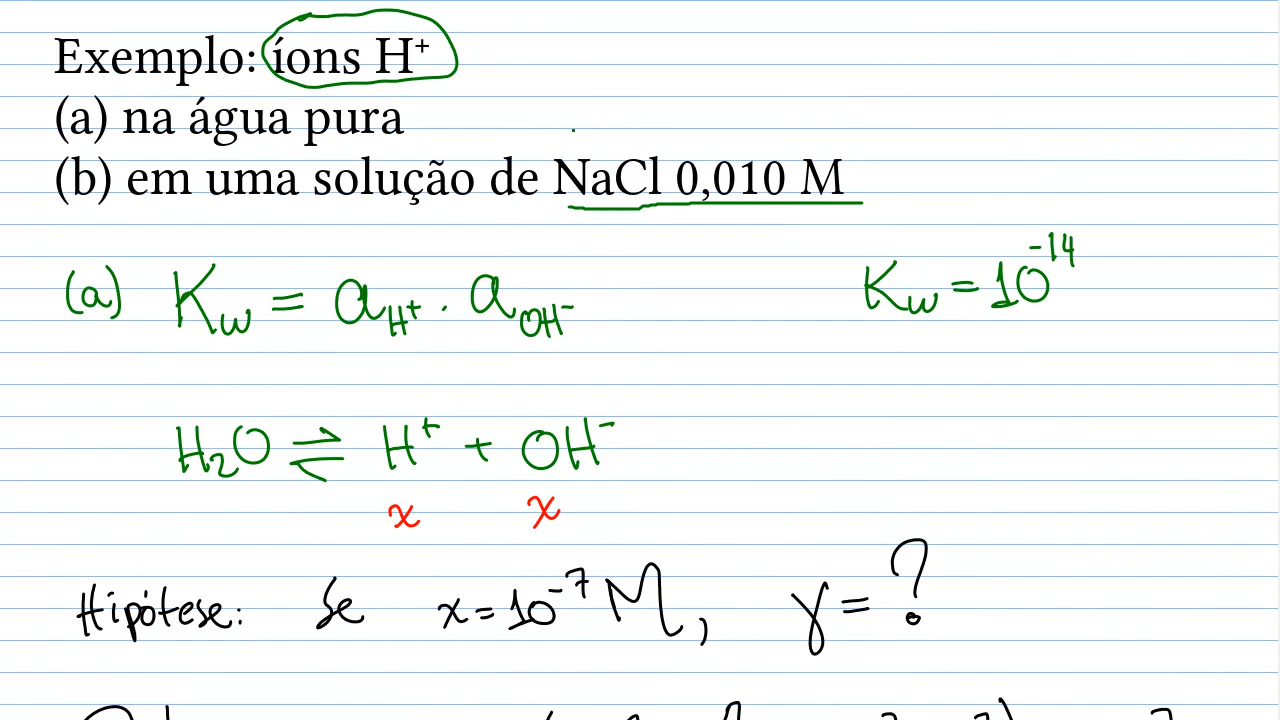 Exemplo: íons H⁺
(a) na água pura
(b) em uma solução de NaCl 0,010 M
(a) K_w = a_H⁺ . a_OH⁻ K_w = 10⁻¹⁴
H₂O ⇌ H⁺ + OH⁻
x x
Hipótese: Se x = 10⁻⁷ M, γ = ?